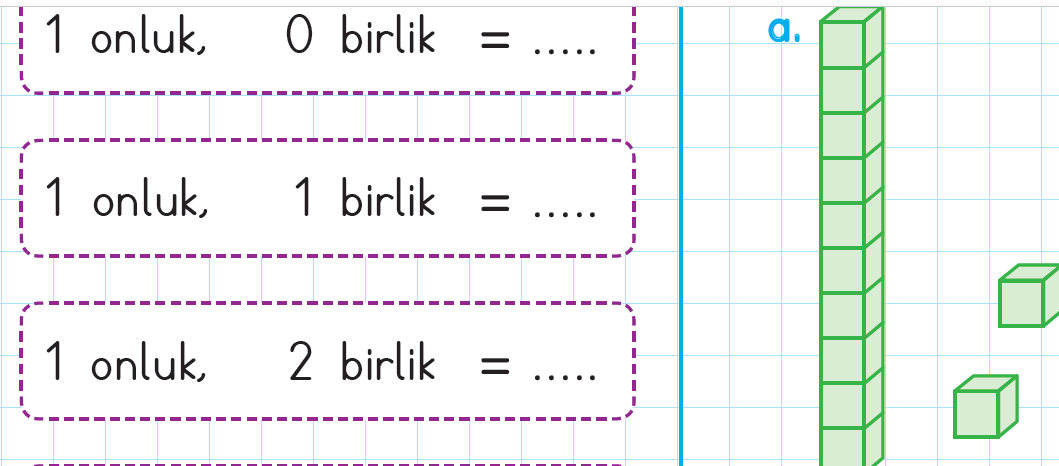 1 onluk, 0 birlik = .....
1 onluk, 1 birlik = .....
1 onluk, 2 birlik = .....
a.